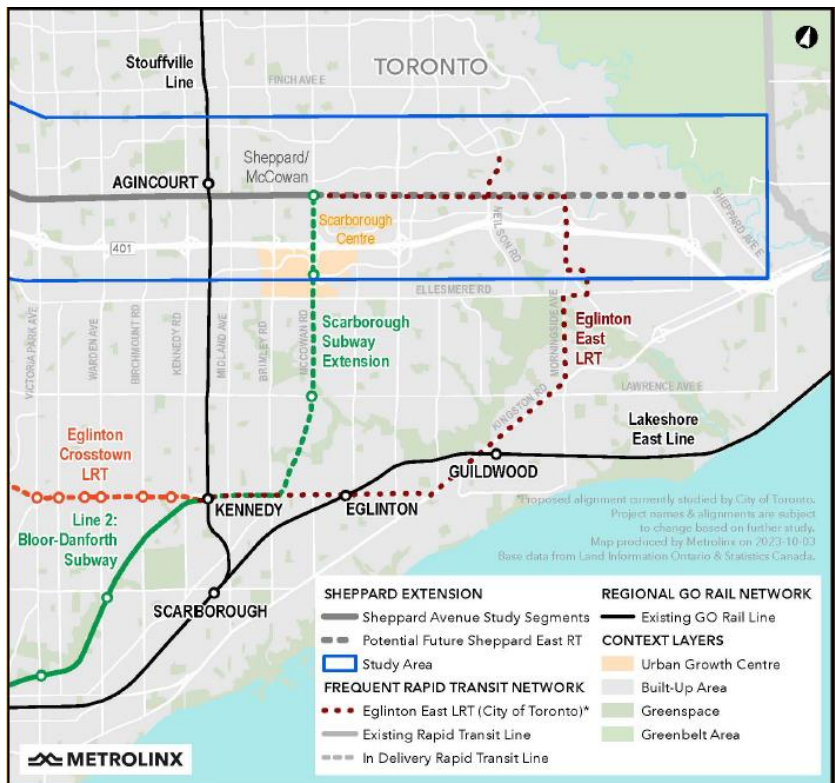 Stouffville
Line
TORONTO
FINCH AVE E
Sheppard/
McCowan
AGINCOURT
SHEPPARD AVE E
NEILSON RD
Scarborough
Centre
401
ELLESMERE RD
VICTORIA PARK AVE
WARDEN AVE
BIRCHMOUNT RD
KENNEDY RD
MIDLAND AVE
BRIMLEY RD
MCCOWAN RD
Scarborough
Subway
Extension
MORNINGSIDE AVE
Eglinton
East
LRT
KINGSTON RD
LAWRENCE AVE E
Lakeshore
East Line
Eglinton
Crosstown
LRT
GUILDWOOD
KENNEDY
EGLINTON
Line 2:
Bloor-Danforth
Subway
SCARBOROUGH
*Proposed alignment currently studied by City of Toronto.
Project names & alignments are subject
to change based on further study.
Map produced by Metrolinx on 2023-10-03
Base data from Land Information Ontario & Statistics Canada.
SHEPPARD EXTENSION
Sheppard Avenue Study Segments
Potential Future Sheppard East RT
Study Area
FREQUENT RAPID TRANSIT NETWORK
Eglinton East LRT (City of Toronto)*
Existing Rapid Transit Line
In Delivery Rapid Transit Line
REGIONAL GO RAIL NETWORK
Existing GO Rail Line
CONTEXT LAYERS
Urban Growth Centre
Built-Up Area
Greenspace
Greenbelt Area
METROLINX